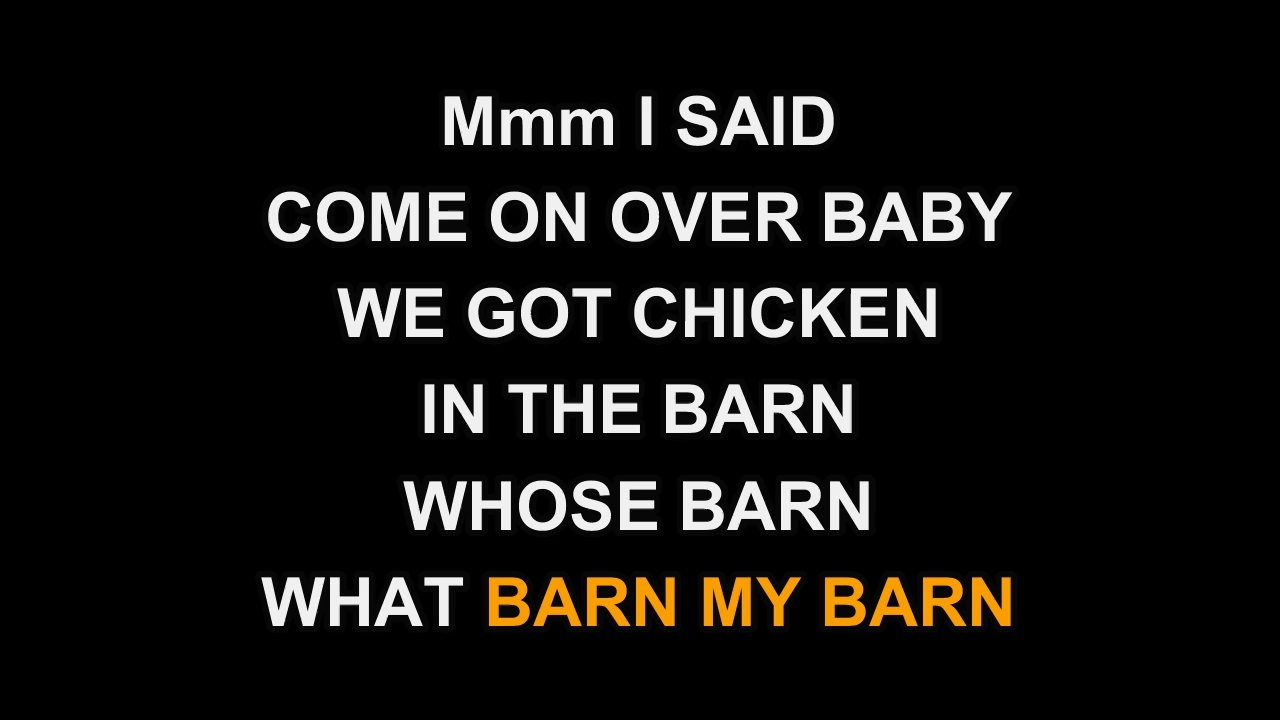 Mmm I SAID
COME ON OVER BABY
WE GOT CHICKEN
IN THE BARN
WHOSE BARN
WHAT BARN MY BARN